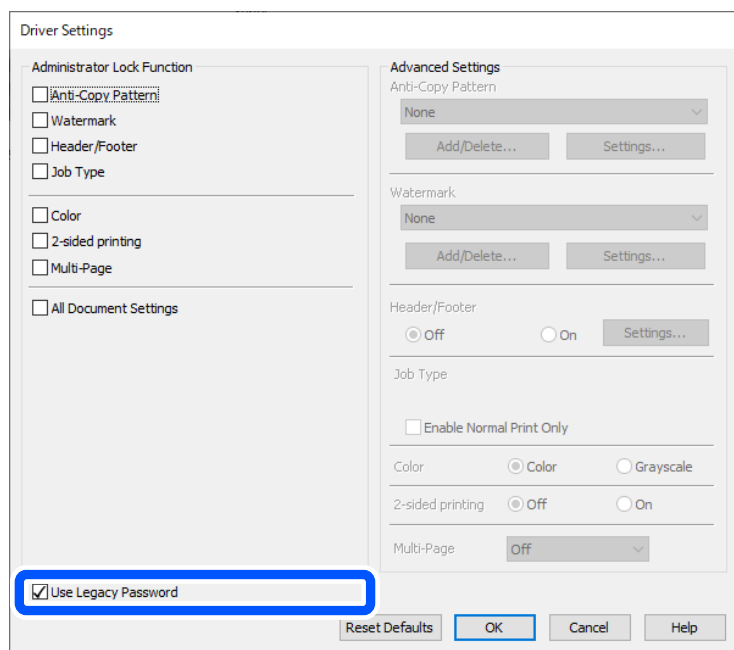 Driver Settings
Administrator Lock Function
Anti-Copy Pattern
Watermark
Header/Footer
Job Type
Color
2-sided printing
Multi-Page
All Document Settings
Use Legacy Password
Advanced Settings
Anti-Copy Pattern
None
Add/Delete... Settings...
Watermark
None
Add/Delete... Settings...
Header/Footer
Off On Settings...
Job Type
Enable Normal Print Only
Color Color Grayscale
2-sided printing Off On
Multi-Page Off
Reset Defaults OK Cancel Help